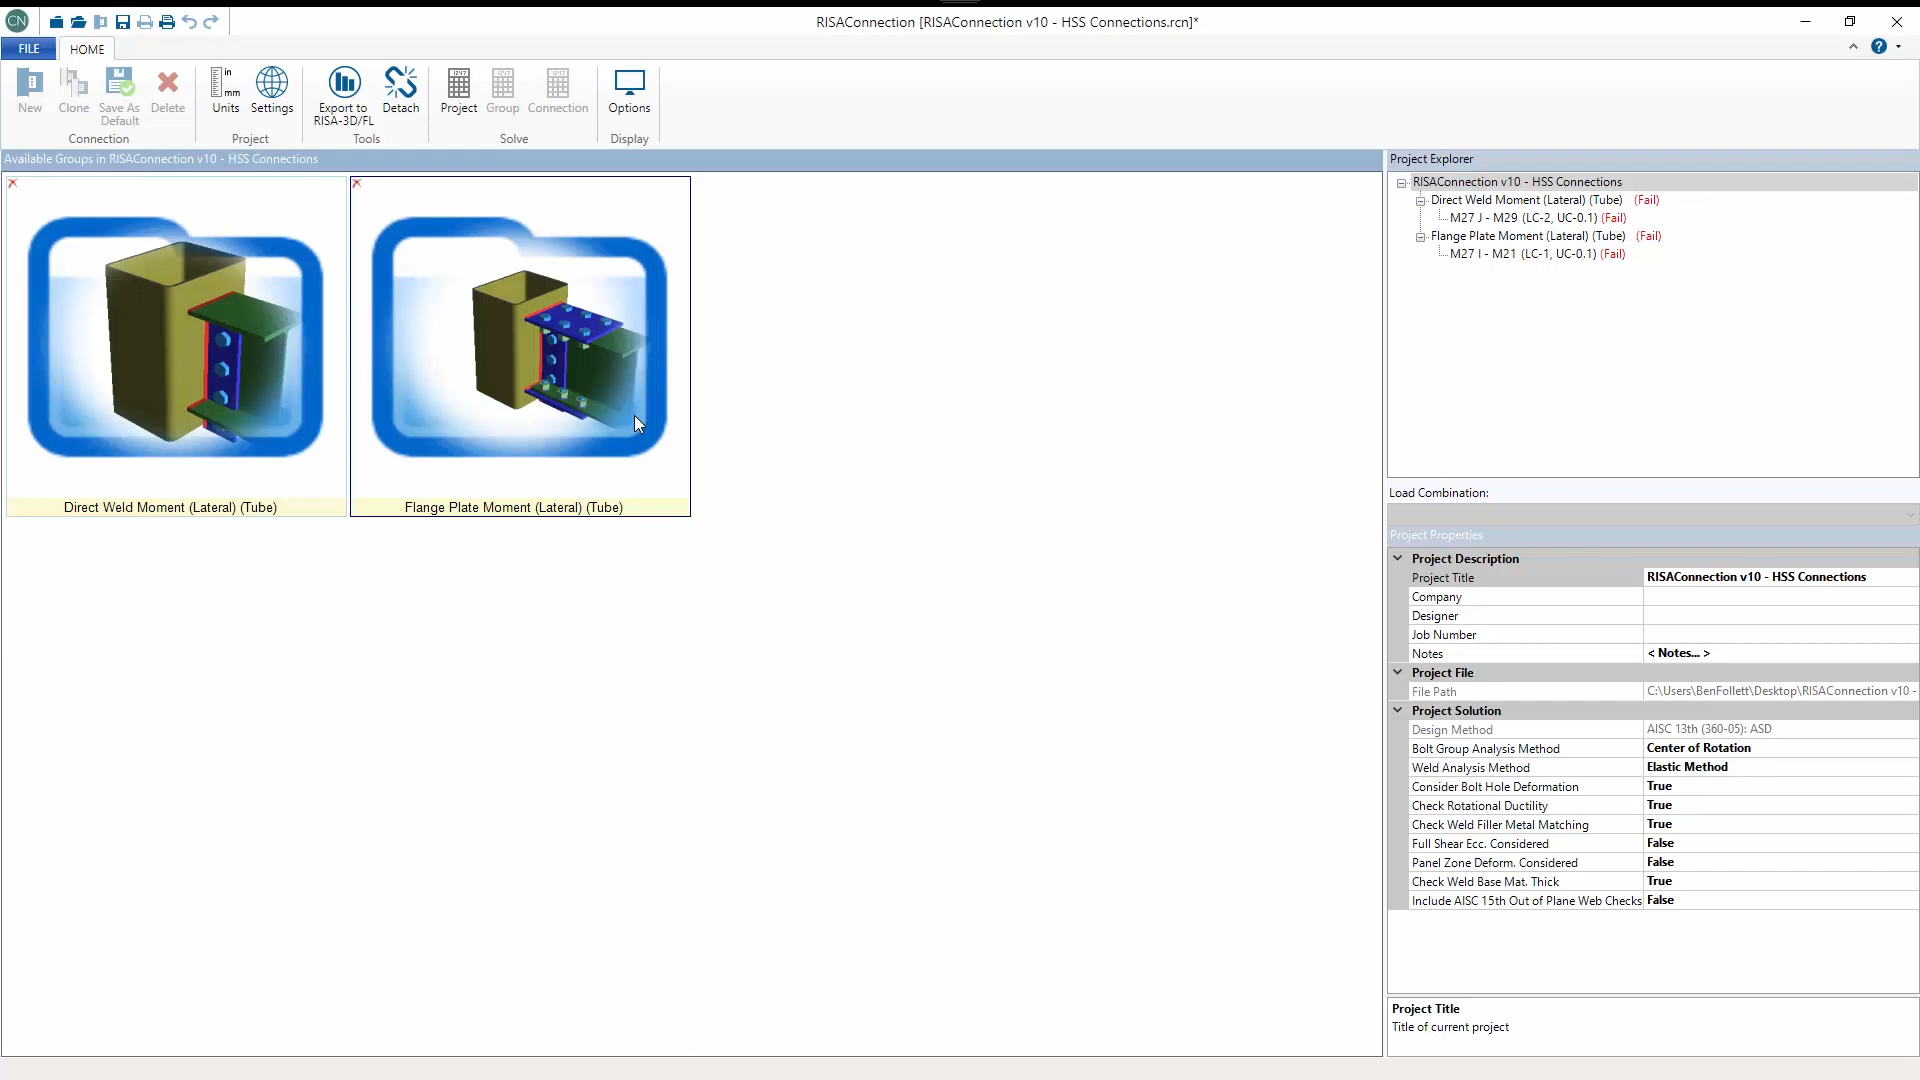 CN
RISAConnection [RISAConnection v10 - HSS Connections.rcn]*
FILE
HOME
?
New
Clone
Save As
Default
Delete
Connection
in
mm
Units
Settings
Project
Export to
RISA-3D/FL
Detach
Tools
Project
Group
Connection
Solve
Options
Display
Available Groups in RISAConnection v10 - HSS Connections
Direct Weld Moment (Lateral) (Tube)
Flange Plate Moment (Lateral) (Tube)
Project Explorer
RISAConnection v10 - HSS Connections
Direct Weld Moment (Lateral) (Tube) (Fail)
M27 J - M29 (LC-2, UC-0.1) (Fail)
Flange Plate Moment (Lateral) (Tube) (Fail)
M27 I - M21 (LC-1, UC-0.1) (Fail)
Load Combination:
Project Properties
Project Description
Project Title RISAConnection v10 - HSS Connections
Company
Designer
Job Number
Notes < Notes... >
Project File
File Path C:\Users\BenFollett\Desktop\RISAConnection v10 -
Project Solution
Design Method AISC 13th (360-05): ASD
Bolt Group Analysis Method Center of Rotation
Weld Analysis Method Elastic Method
Consider Bolt Hole Deformation True
Check Rotational Ductility True
Check Weld Filler Metal Matching True
Full Shear Ecc. Considered False
Panel Zone Deform. Considered False
Check Weld Base Mat. Thick True
Include AISC 15th Out of Plane Web Checks False
Project Title
Title of current project